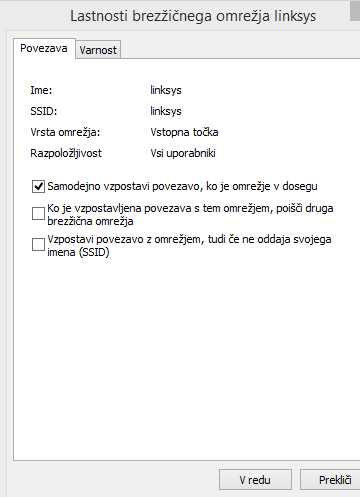 Lastnosti brezžičnega omrežja linksys
Povezava Varnost
Ime: linksys
SSID: linksys
Vrsta omrežja: Vstopna točka
Razpoložljivost Vsi uporabniki
Samodejno vzpostavi povezavo, ko je omrežje v dosegu
Ko je vzpostavljena povezava s tem omrežjem, poišči druga
brezžična omrežja
Vzpostavi povezavo z omrežjem, tudi če ne oddaja svojega
imena (SSID)
V redu Prekliči